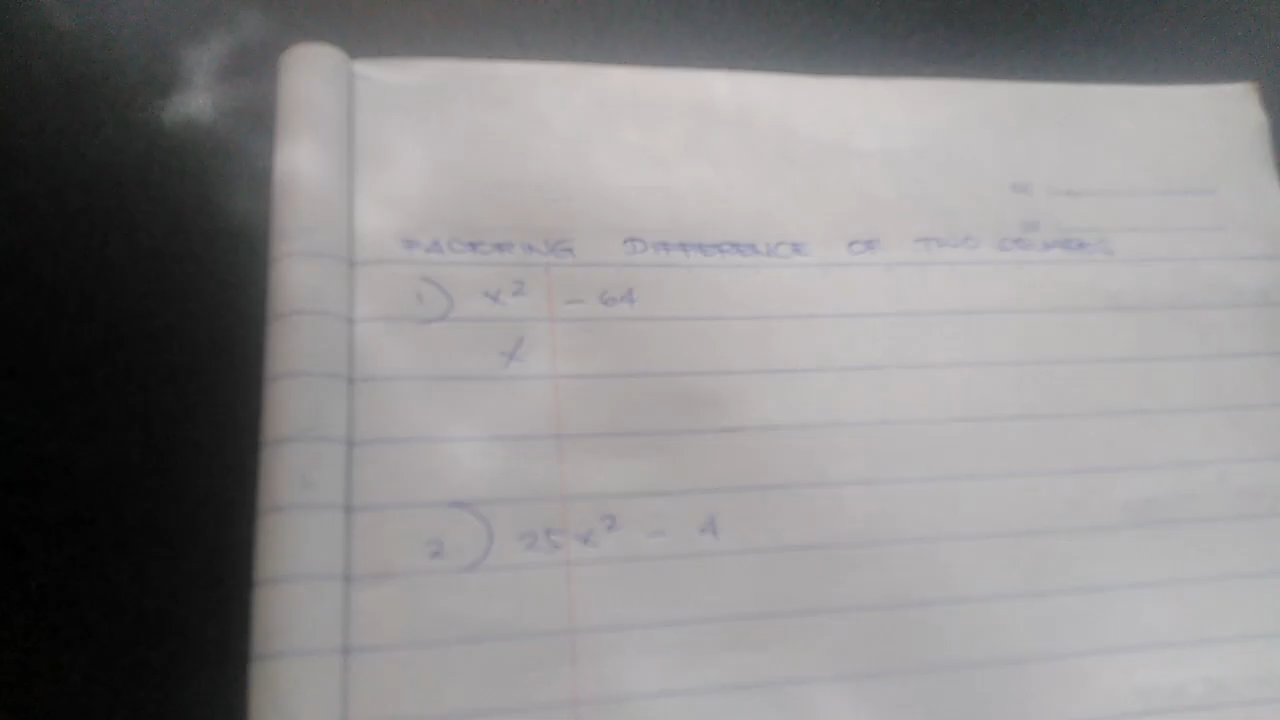 FACTORING DIFFERENCE OF TWO SQUARES
1) x² - 64
x
2) 25x² - 4